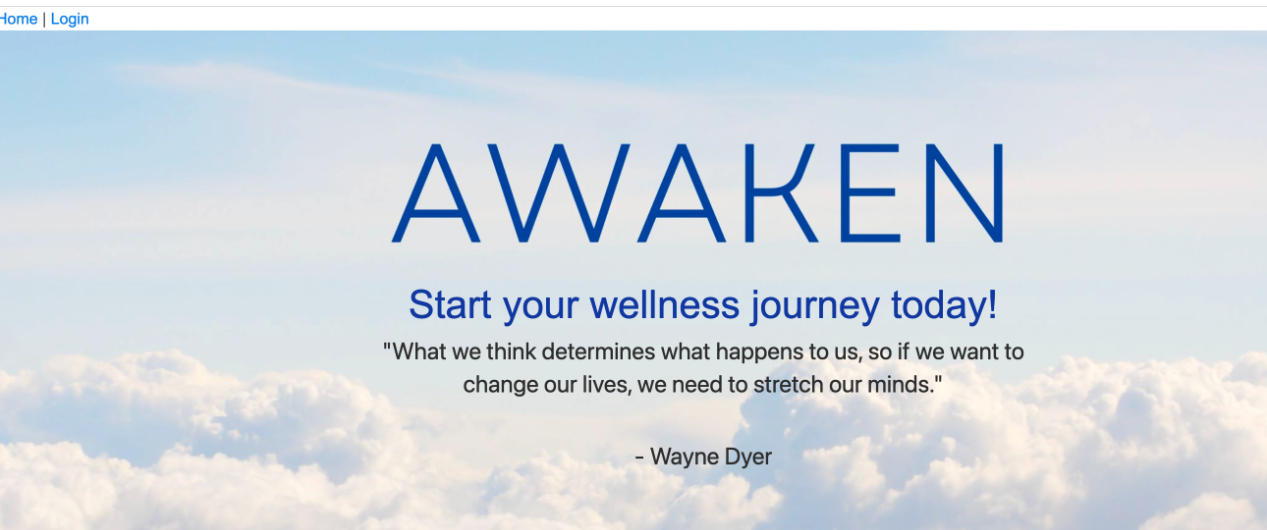 Home | Login
AWAKEN
Start your wellness journey today!
"What we think determines what happens to us, so if we want to
change our lives, we need to stretch our minds."
- Wayne Dyer